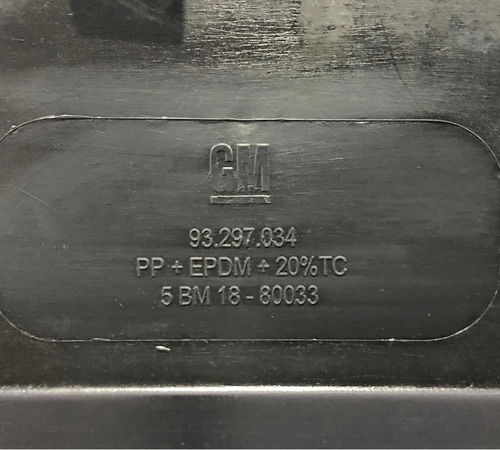 GM
93.297.034
PP + EPDM + 20%TC
5 BM 18 - 80033